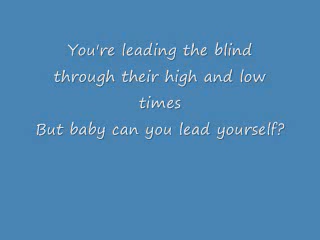 You're leading the blind
through their high and low
times
But baby can you lead yourself?